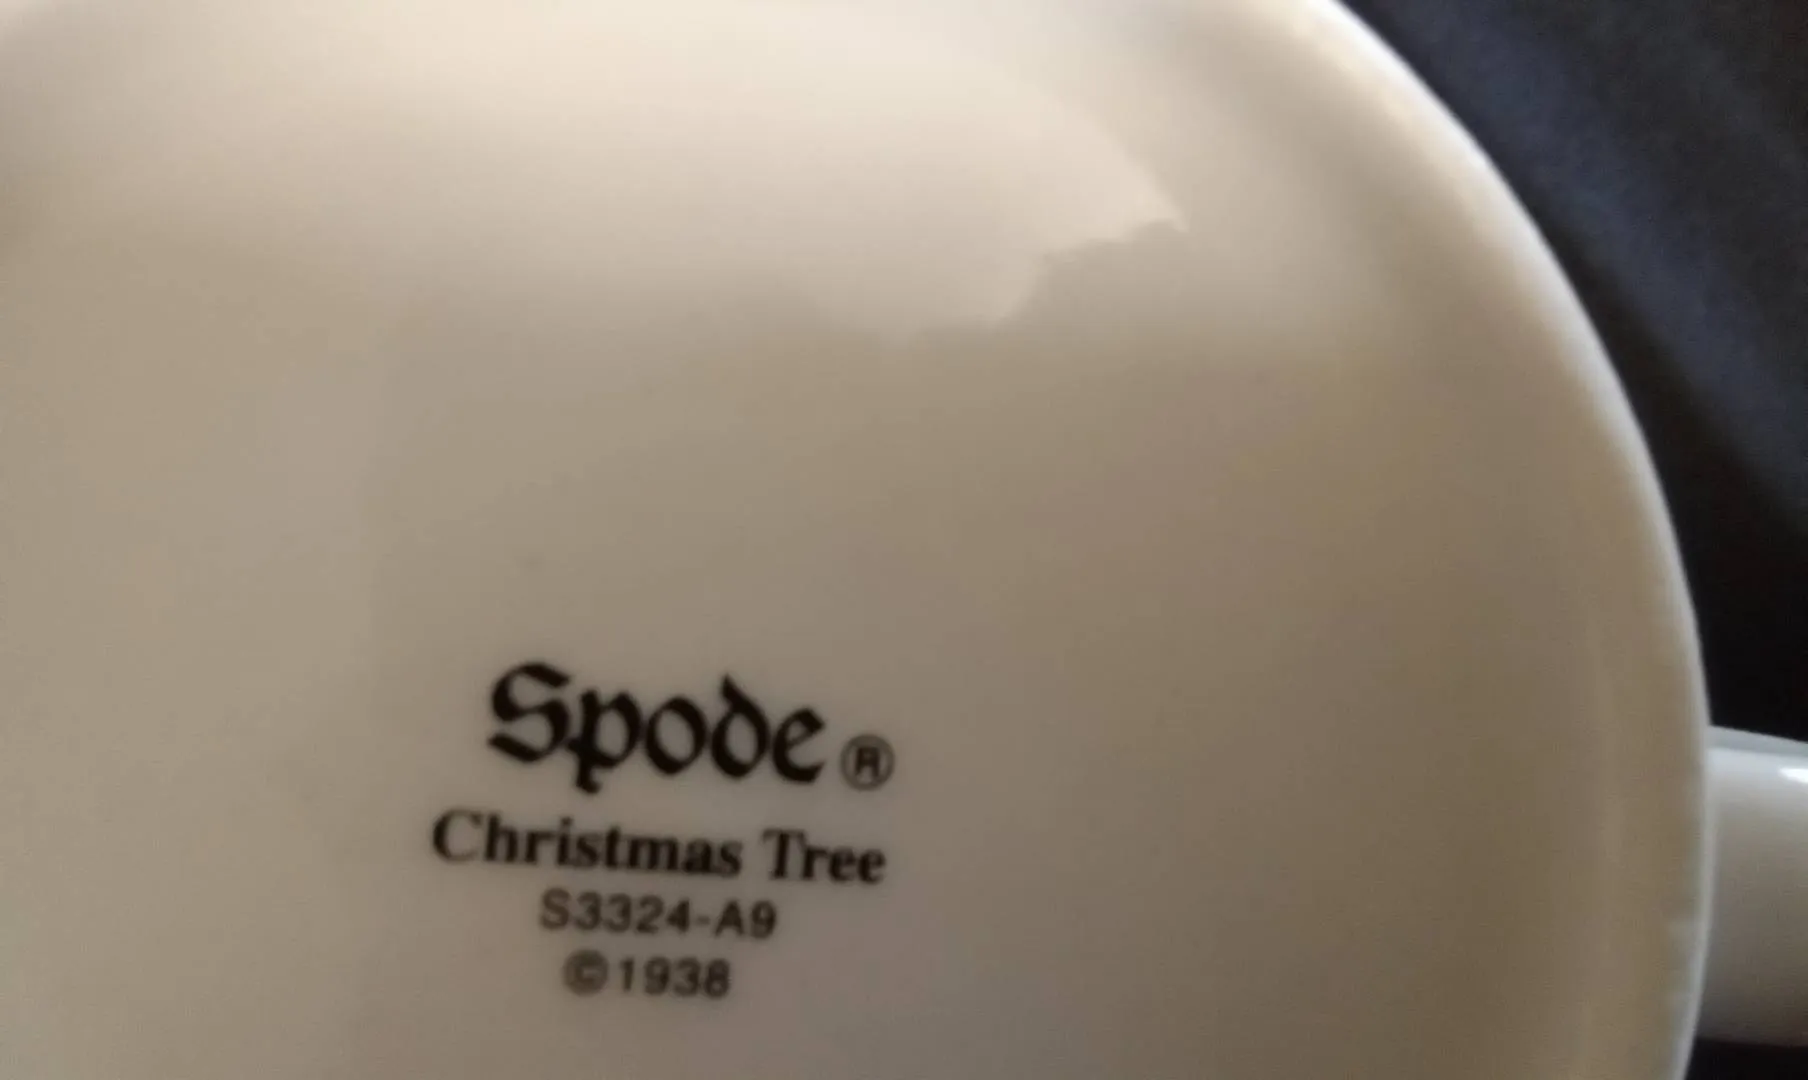 Spode ®
Christmas Tree
S3324-A9
©1938